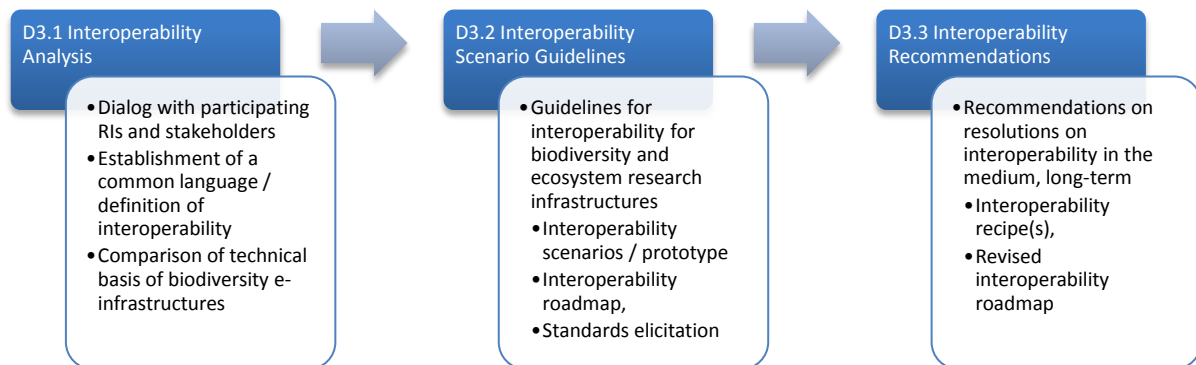 D3.1 Interoperability
Analysis
•Dialog with participating
RIs and stakeholders
•Establishment of a
common language /
definition of
interoperability
•Comparison of technical
basis of biodiversity e-
infrastructures
D3.2 Interoperability
Scenario Guidelines
•Guidelines for
interoperability for
biodiversity and
ecosystem research
infrastructures
•Interoperability
scenarios / prototype
•Interoperability
roadmap,
•Standards elicitation
D3.3 Interoperability
Recommendations
•Recommendations on
resolutions on
interoperability in the
medium, long-term
•Interoperability
recipe(s),
•Revised
interoperability
roadmap